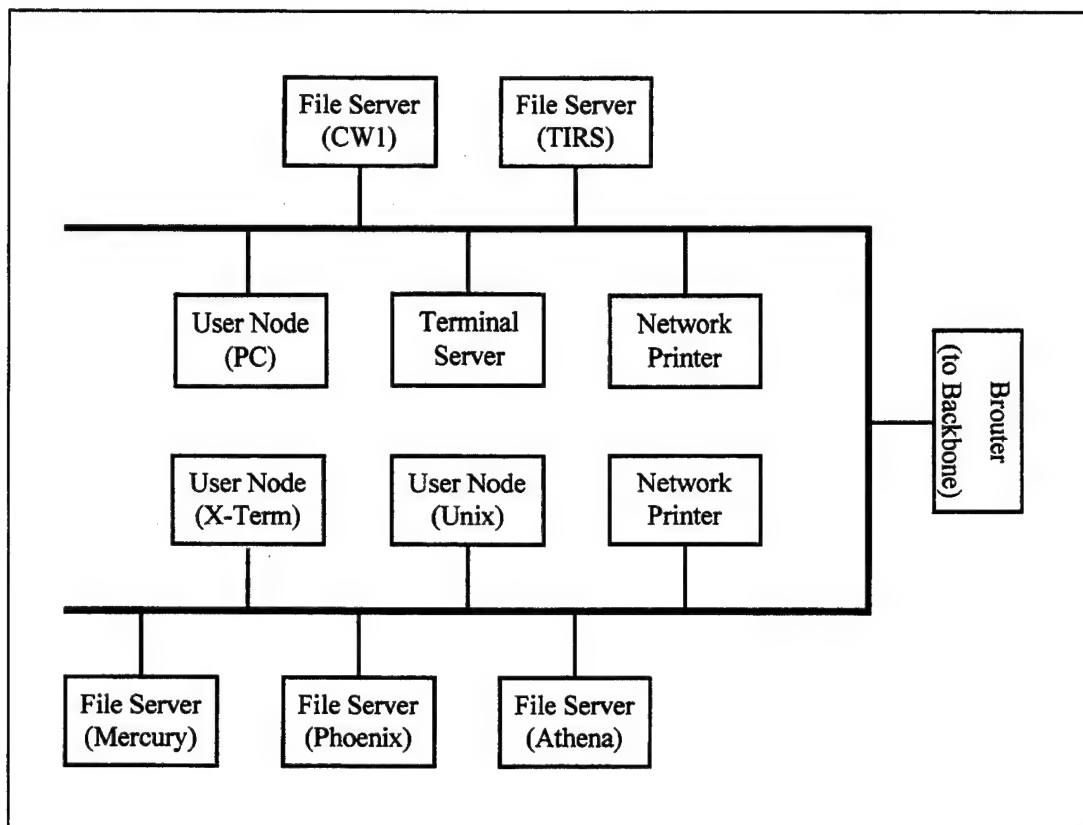 File Server
(CW1)
File Server
(TIRS)
User Node
(PC)
Terminal
Server
Network
Printer
Brouter
(to Backbone)
User Node
(X-Term)
User Node
(Unix)
Network
Printer
File Server
(Mercury)
File Server
(Phoenix)
File Server
(Athena)